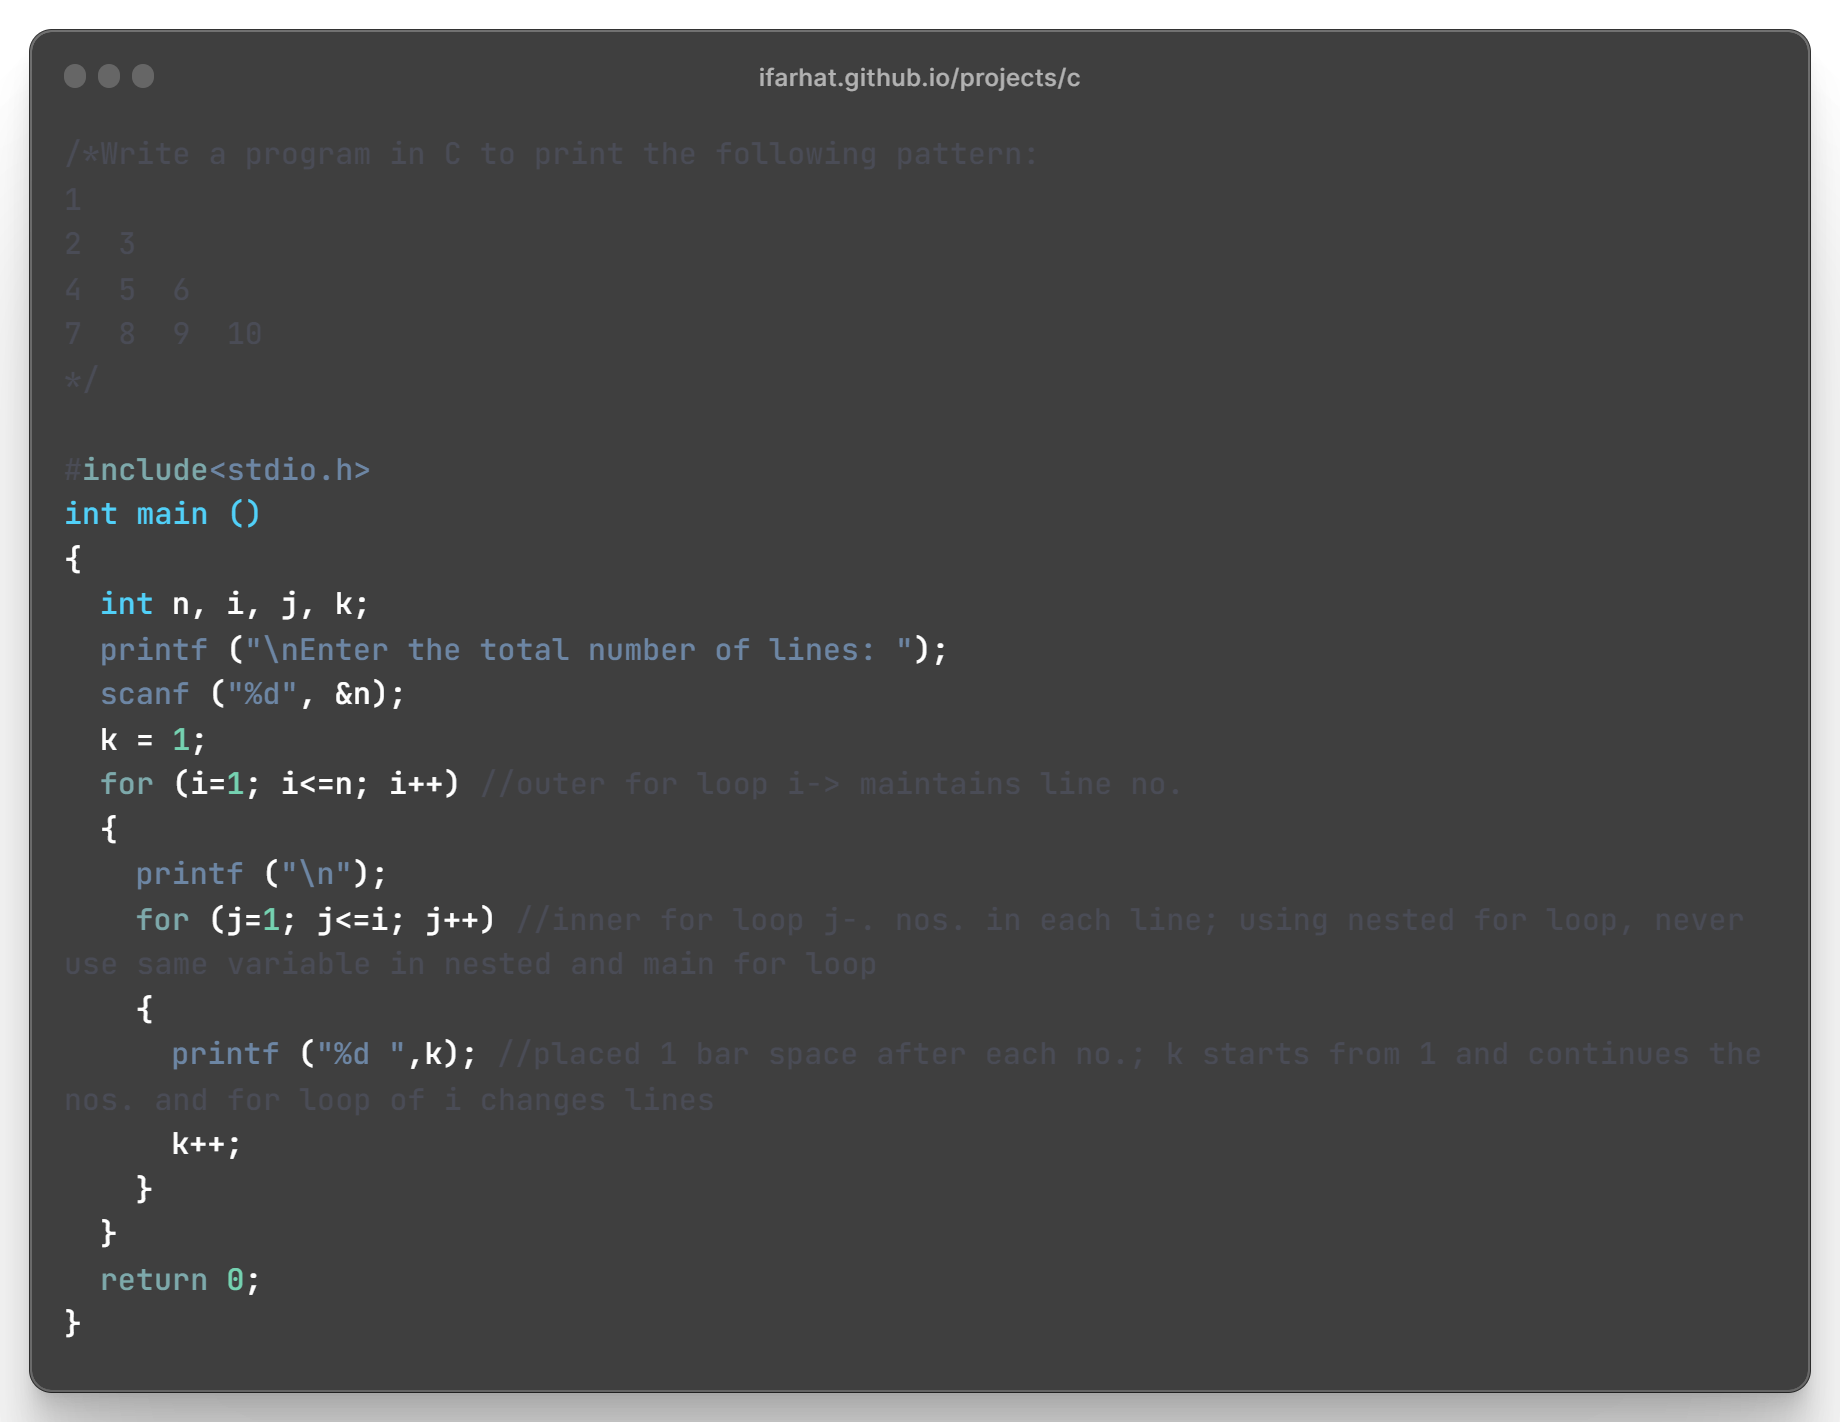 ifarhat.github.io/projects/c
/*Write a program in C to print the following pattern:
1
2  3
4  5  6
7  8  9  10
*/
#include<stdio.h>
int main ()
{
  int n, i, j, k;
  printf ("\nEnter the total number of lines: ");
  scanf ("%d", &n);
  k = 1;
  for (i=1; i<=n; i++) //outer for loop i-> maintains line no.
  {
    printf ("\n");
    for (j=1; j<=i; j++) //inner for loop j-. nos. in each line; using nested for loop, never
use same variable in nested and main for loop
    {
      printf ("%d ",k); //placed 1 bar space after each no.; k starts from 1 and continues the
nos. and for loop of i changes lines
      k++;
    }
  }
  return 0;
}